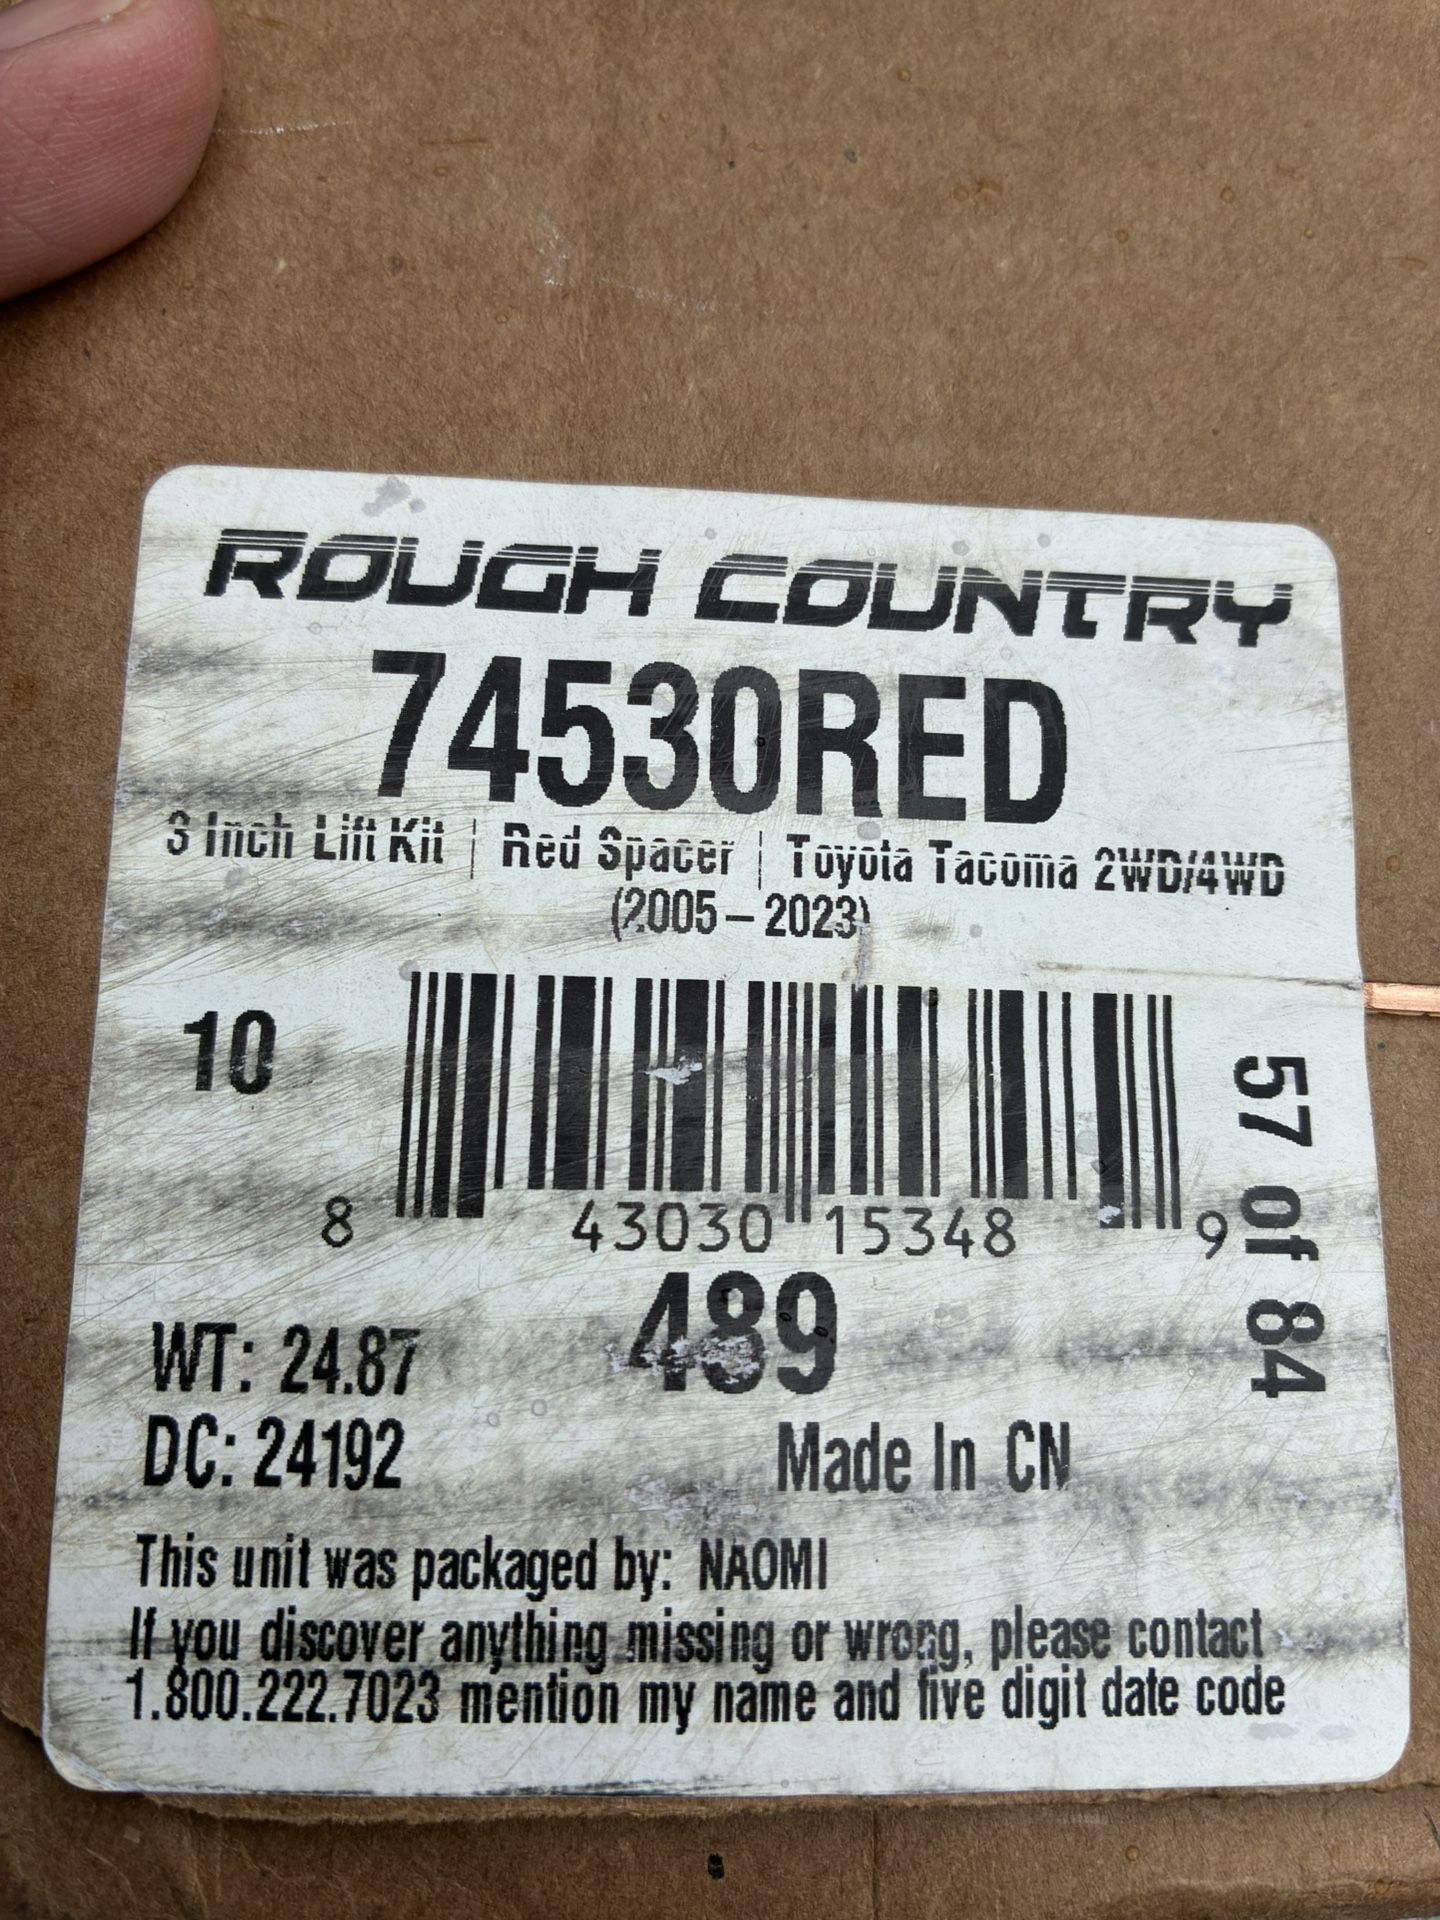 ROUGH COUNTRY
74530RED
3 Inch Lift Kit | Red Spacer | Toyota Tacoma 2WD/4WD
(2005 – 2023)
10
8 43030 15348 9
57 of 84
489
WT: 24.87
DC: 24192
Made In CN
This unit was packaged by: NAOMI
If you discover anything missing or wrong, please contact
1.800.222.7023 mention my name and five digit date code